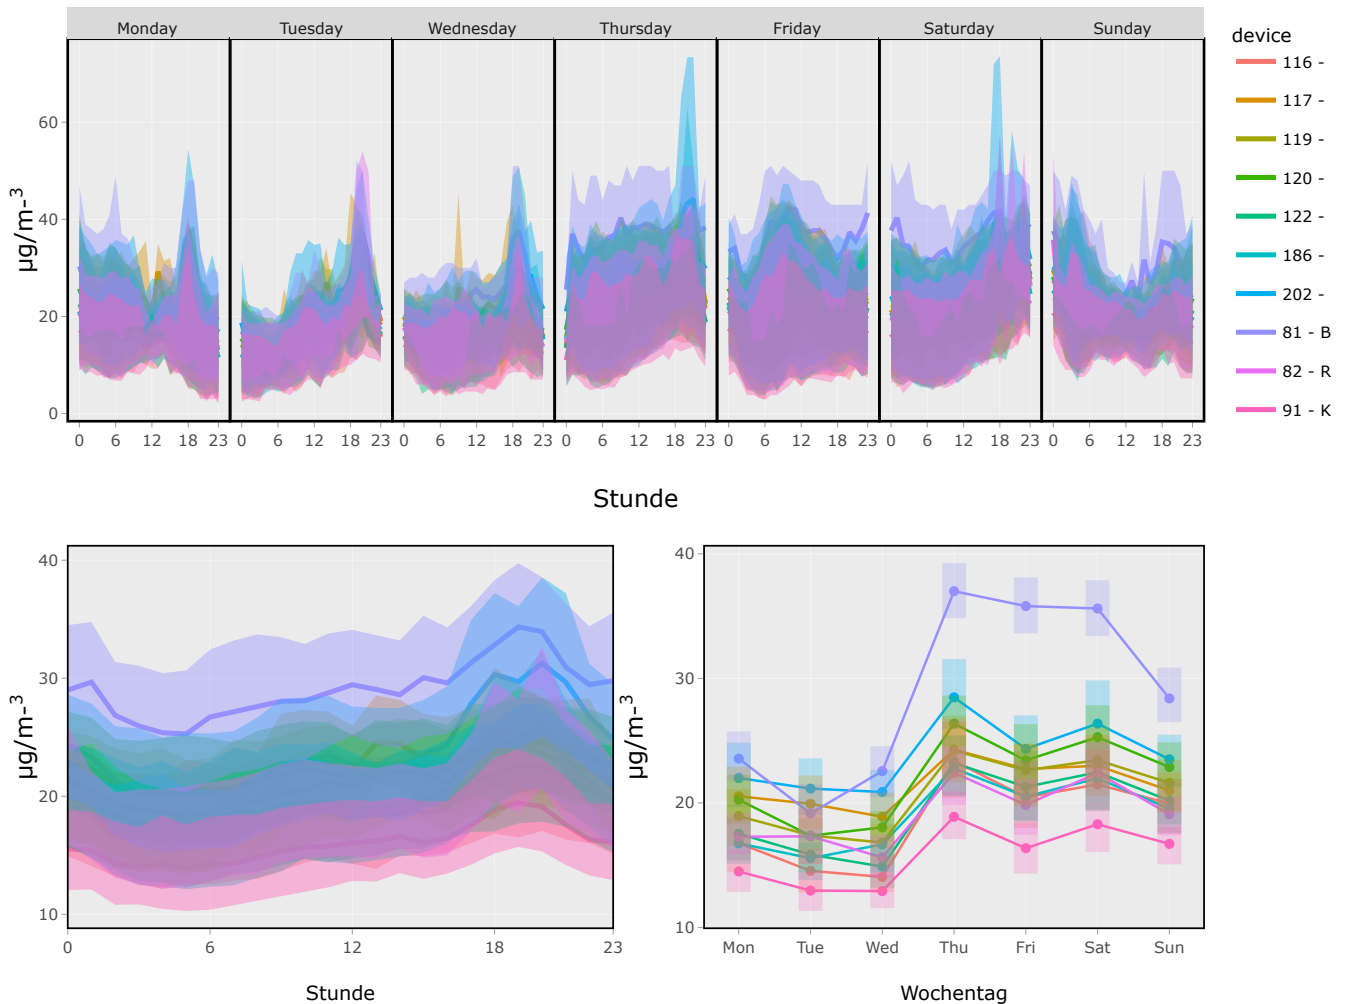 Monday Tuesday Wednesday Thursday Friday Saturday Sunday
device
116 -
117 -
119 -
120 -
122 -
186 -
202 -
81 - B
82 - R
91 - K
µg/m-³
60
40
20
0
0 6 12 18 23 0 6 12 18 23 0 6 12 18 23 0 6 12 18 23 0 6 12 18 23 0 6 12 18 23 0 6 12 18 23
Stunde
µg/m-³
40
30
20
10
0 6 12 18 23
Stunde
µg/m-³
40
30
20
10
Mon Tue Wed Thu Fri Sat Sun
Wochentag